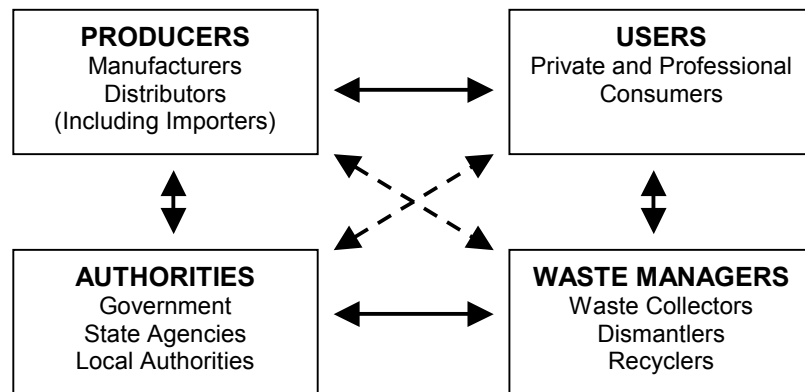 PRODUCERS
Manufacturers
Distributors
(Including Importers)
USERS
Private and Professional
Consumers
AUTHORITIES
Government
State Agencies
Local Authorities
WASTE MANAGERS
Waste Collectors
Dismantlers
Recyclers